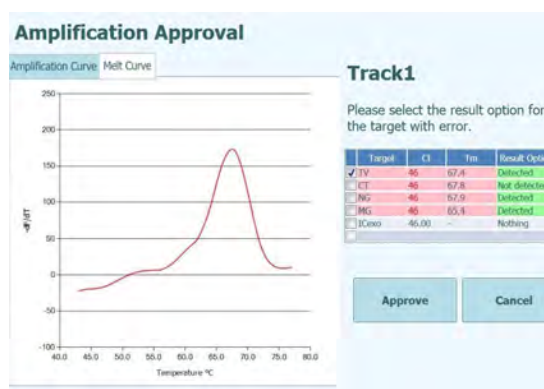 Amplification Approval
Amplification Curve Melt Curve
250
200
150
100
50
0
-50
-100
-dF/dT
40.0 45.0 50.0 55.0 60.0 65.0 70.0 75.0 80.0
Temperature ºC
Track1
Please select the result option for
the target with error.
Target Ct Tm Result Optio
TV 46 67.4 Detected
CT 46 67.8 Not detected
NG 46 67.9 Detected
MG 46 65.4 Detected
ICexo 46.00 - Nothing
Approve Cancel